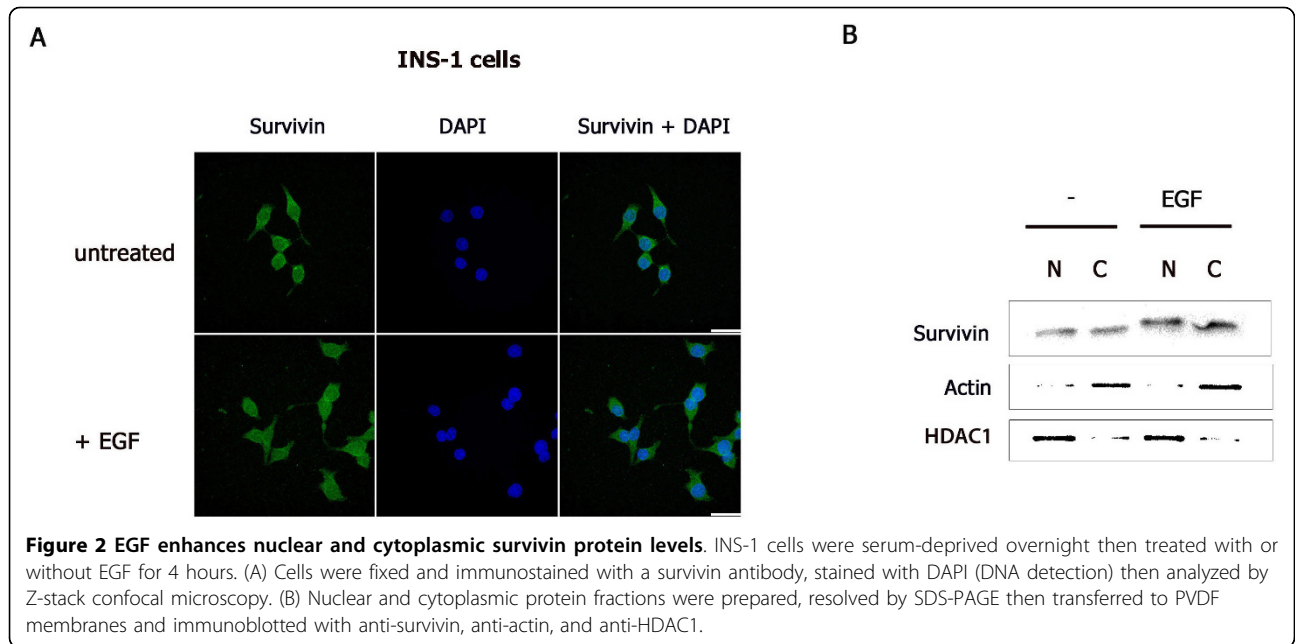 A
B
INS-1 cells
Survivin DAPI Survivin + DAPI
untreated
+ EGF
- EGF
N C N C
Survivin
Actin
HDAC1
Figure 2 EGF enhances nuclear and cytoplasmic survivin protein levels. INS-1 cells were serum-deprived overnight then treated with or
without EGF for 4 hours. (A) Cells were fixed and immunostained with a survivin antibody, stained with DAPI (DNA detection) then analyzed by
Z-stack confocal microscopy. (B) Nuclear and cytoplasmic protein fractions were prepared, resolved by SDS-PAGE then transferred to PVDF
membranes and immunoblotted with anti-survivin, anti-actin, and anti-HDAC1.